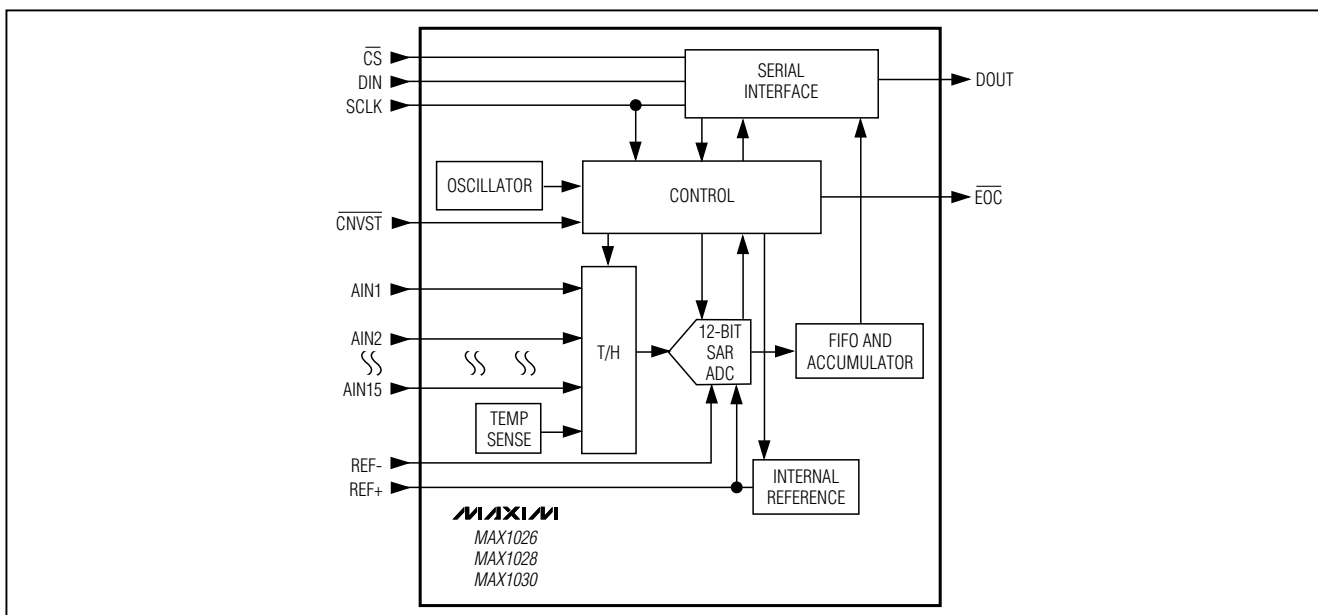 CS
DIN
SCLK
SERIAL
INTERFACE
DOUT
OSCILLATOR
CONTROL
CNVST
EOC
AIN1
AIN2
AIN15
T/H
12-BIT
SAR
ADC
FIFO AND
ACCUMULATOR
TEMP
SENSE
REF-
REF+
INTERNAL
REFERENCE
MAXIM
MAX1026
MAX1028
MAX1030